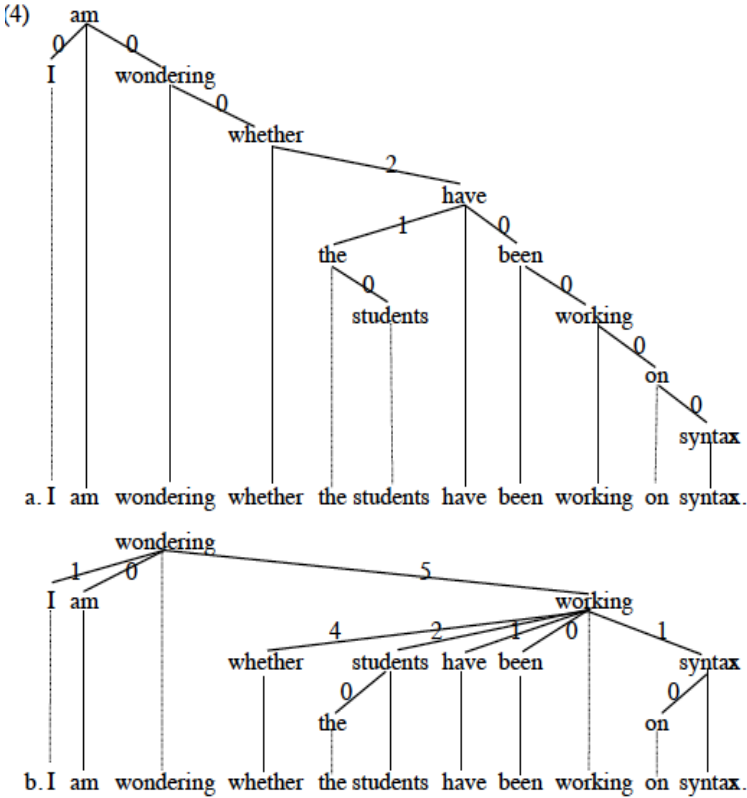 (4) am
0 0
I wondering
0
whether
2
have
1 0
the been
0 0
students working
0
on
0
syntax
a. I am wondering whether the students have been working on syntax.
wondering
1 0 5
I am working
4 2 1 0 1
whether students have been syntax
0 0
the on
b. I am wondering whether the students have been working on syntax.